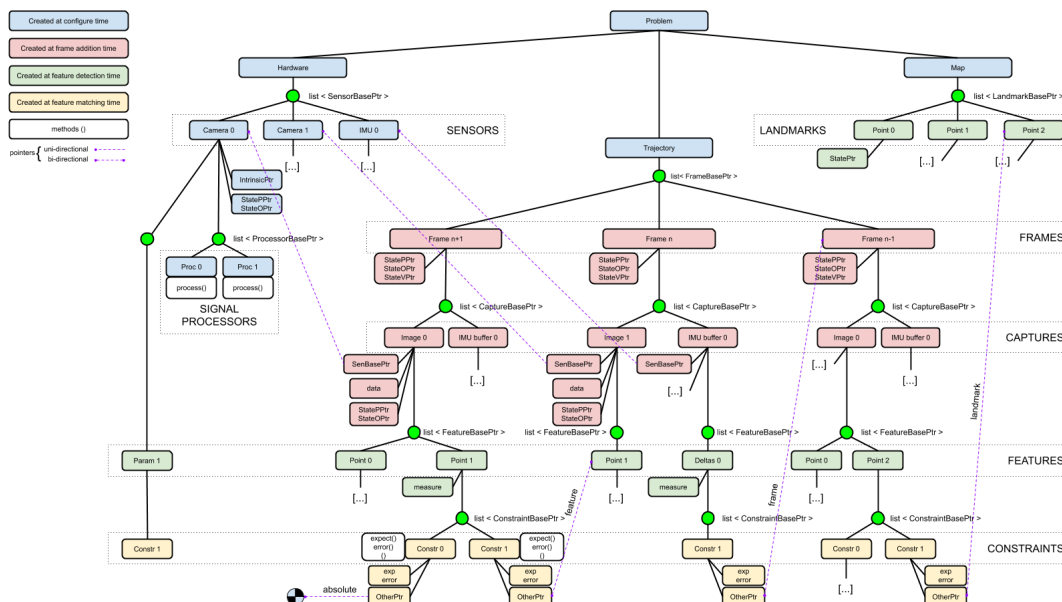 Created at configure time
Problem
Created at frame addition time
Created at feature detection time
Created at feature matching time
methods ()
pointers { uni-directional
bi-directional
Hardware
Map
list < SensorBasePtr >
list < LandmarkBasePtr >
Camera 0
Camera 1
IMU 0
SENSORS
LANDMARKS
Point 0
Point 1
Point 2
[...]
[...]
Trajectory
StatePtr
[...]
[...]
IntrinsicPtr
StatePPtr
StateOPtr
list< FrameBasePtr >
list < ProcessorBasePtr >
Frame n+1
Frame n
Frame n-1
FRAMES
Proc 0
Proc 1
process()
process()
SIGNAL
PROCESSORS
StatePPtr
StateOPtr
StateVPtr
StatePPtr
StateOPtr
StateVPtr
StatePPtr
StateOPtr
StateVPtr
list < CaptureBasePtr >
list < CaptureBasePtr >
list < CaptureBasePtr >
Image 0
IMU buffer 0
Image 1
IMU buffer 0
Image 0
IMU buffer 0
CAPTURES
SenBasePtr
[...]
SenBasePtr
SenBasePtr
[...]
[...]
[...]
data
data
StatePPtr
StateOPtr
StatePPtr
StateOPtr
landmark
list < FeatureBasePtr >
list < FeatureBasePtr >
list < FeatureBasePtr >
list < FeatureBasePtr >
Param 1
Point 0
Point 1
Point 1
Deltas 0
Point 0
Point 2
FEATURES
[...]
measure
feature
[...]
measure
frame
[...]
list < ConstraintBasePtr >
list < ConstraintBasePtr >
list < ConstraintBasePtr >
Constr 1
expect()
error()
()
Constr 0
Constr 1
expect()
error()
()
Constr 1
Constr 0
Constr 1
CONSTRAINTS
exp
error
exp
error
exp
error
[...]
exp
error
absolute
OtherPtr
OtherPtr
OtherPtr
OtherPtr